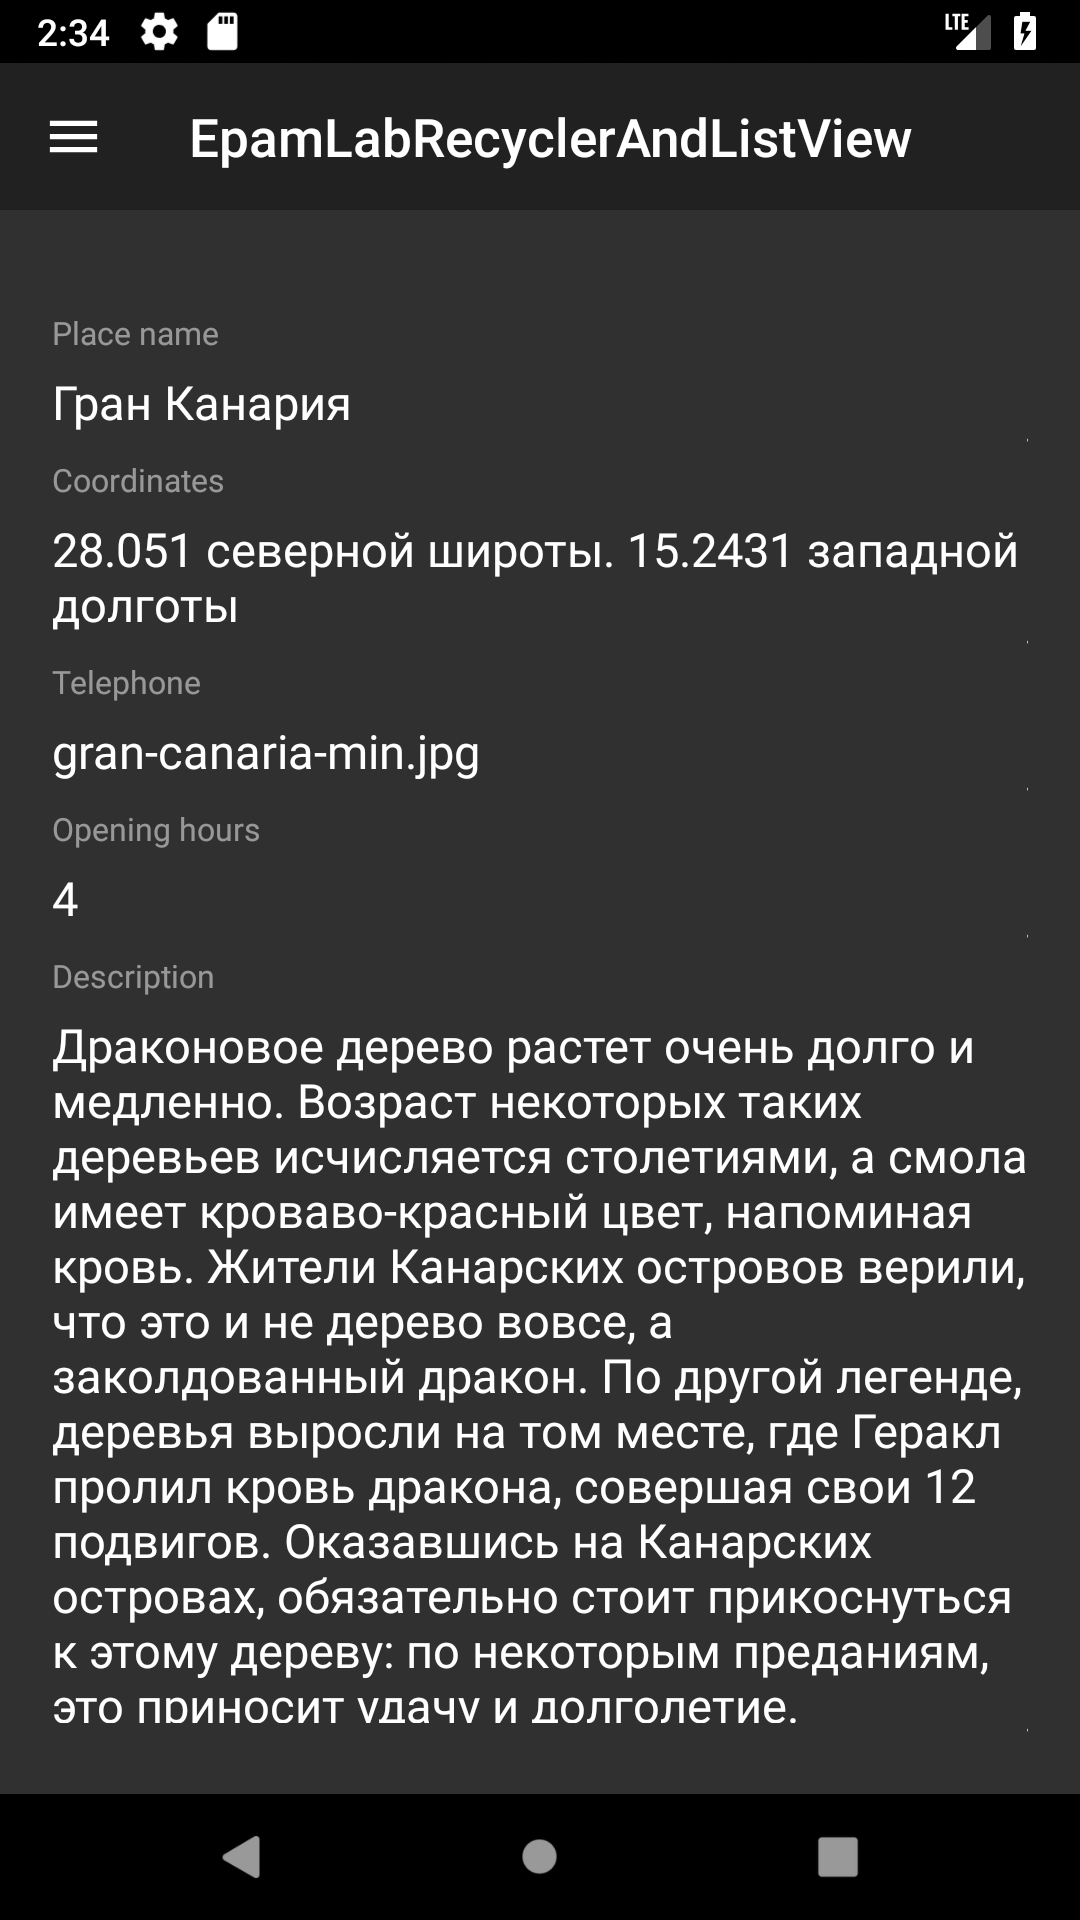 2:34
LTE
EpamLabRecyclerAndListView
Place name
Гран Канария
Coordinates
28.051 северной широты. 15.2431 западной
долготы
Telephone
gran-canaria-min.jpg
Opening hours
4
Description
Драконовое дерево растет очень долго и
медленно. Возраст некоторых таких
деревьев исчисляется столетиями, а смола
имеет кроваво-красный цвет, напоминая
кровь. Жители Канарских островов верили,
что это и не дерево вовсе, а
заколдованный дракон. По другой легенде,
деревья выросли на том месте, где Геракл
пролил кровь дракона, совершая свои 12
подвигов. Оказавшись на Канарских
островах, обязательно стоит прикоснуться
к этому дереву: по некоторым преданиям,
это приносит удачу и долголетие.